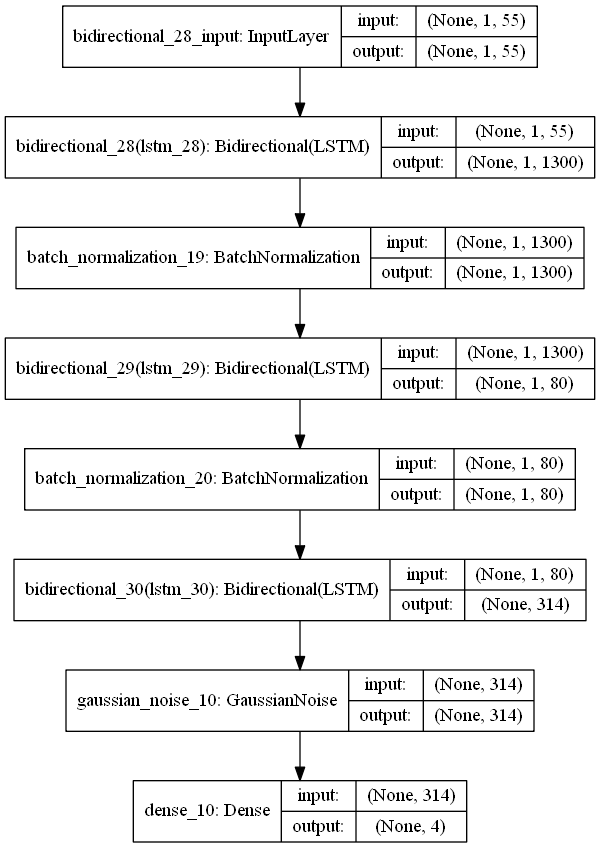 bidirectional_28_input: InputLayer
input: (None, 1, 55)
output: (None, 1, 55)
bidirectional_28(lstm_28): Bidirectional(LSTM)
input: (None, 1, 55)
output: (None, 1, 1300)
batch_normalization_19: BatchNormalization
input: (None, 1, 1300)
output: (None, 1, 1300)
bidirectional_29(lstm_29): Bidirectional(LSTM)
input: (None, 1, 1300)
output: (None, 1, 80)
batch_normalization_20: BatchNormalization
input: (None, 1, 80)
output: (None, 1, 80)
bidirectional_30(lstm_30): Bidirectional(LSTM)
input: (None, 1, 80)
output: (None, 314)
gaussian_noise_10: GaussianNoise
input: (None, 314)
output: (None, 314)
dense_10: Dense
input: (None, 314)
output: (None, 4)